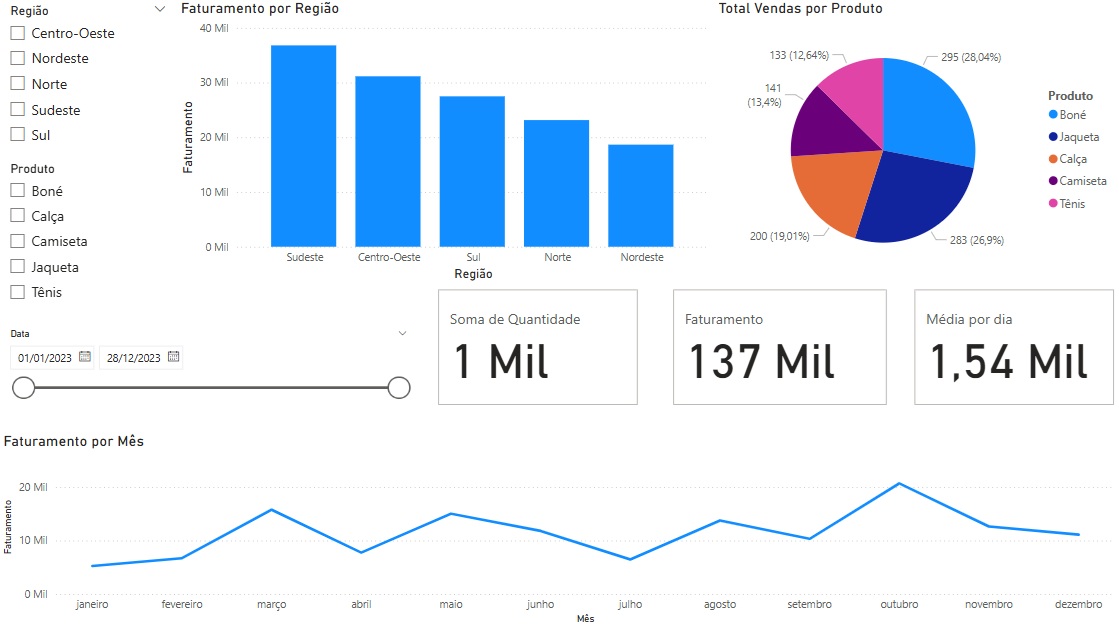 Região
Centro-Oeste
Nordeste
Norte
Sudeste
Sul
Produto
Boné
Calça
Camiseta
Jaqueta
Tênis
Data
01/01/2023
28/12/2023
Faturamento por Região
Faturamento
40 Mil
30 Mil
20 Mil
10 Mil
0 Mil
Sudeste
Centro-Oeste
Sul
Norte
Nordeste
Região
Total Vendas por Produto
133 (12,64%)
295 (28,04%)
141
(13,4%)
200 (19,01%)
283 (26,9%)
Produto
Boné
Jaqueta
Calça
Camiseta
Tênis
Soma de Quantidade
1 Mil
Faturamento
137 Mil
Média por dia
1,54 Mil
Faturamento por Mês
Faturamento
20 Mil
10 Mil
0 Mil
janeiro
fevereiro
março
abril
maio
junho
julho
agosto
setembro
outubro
novembro
dezembro
Mês